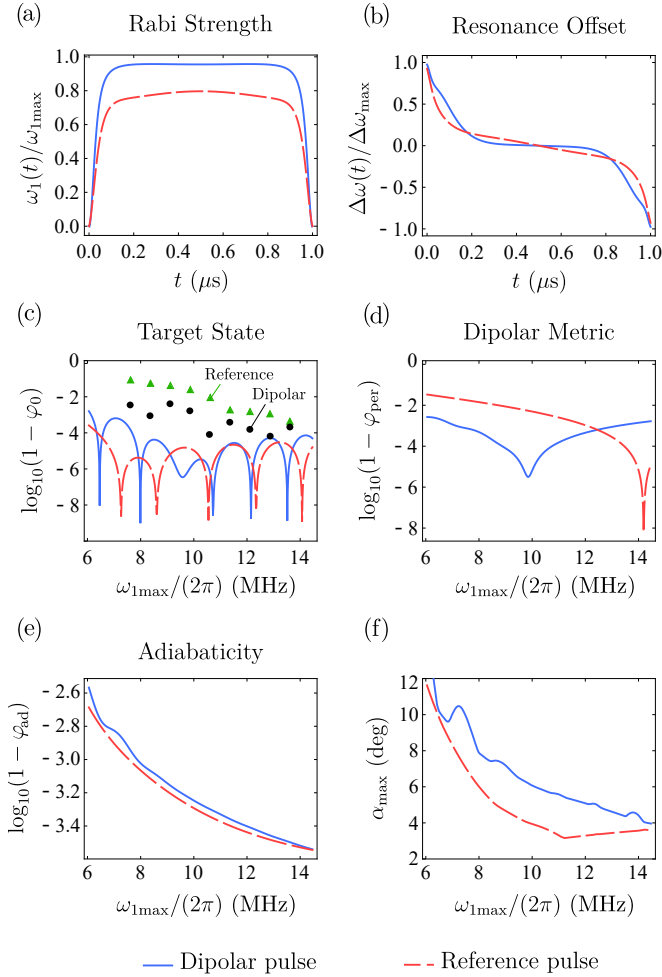 (a)
Rabi Strength
ω₁(t)/ω₁ₘₐₓ
1.0
0.8
0.6
0.4
0.2
0.0
0.0 0.2 0.4 0.6 0.8 1.0
t (μs)
(b)
Resonance Offset
Δω(t)/Δωₘₐₓ
1.0
0.5
0.0
- 0.5
- 1.0
0.0 0.2 0.4 0.6 0.8 1.0
t (μs)
(c)
Target State
log₁₀(1 − φ₀)
0
- 2
- 4
- 6
- 8
Reference
Dipolar
6 8 10 12 14
ω₁ₘₐₓ/(2π) (MHz)
(d)
Dipolar Metric
log₁₀(1 − φ_per)
0
- 2
- 4
- 6
- 8
6 8 10 12 14
ω₁ₘₐₓ/(2π) (MHz)
(e)
Adiabaticity
log₁₀(1 − φ_ad)
- 2.6
- 2.8
- 3.0
- 3.2
- 3.4
6 8 10 12 14
ω₁ₘₐₓ/(2π) (MHz)
(f)
αₘₐₓ (deg)
12
10
8
6
4
2
6 8 10 12 14
ω₁ₘₐₓ/(2π) (MHz)
Dipolar pulse
Reference pulse